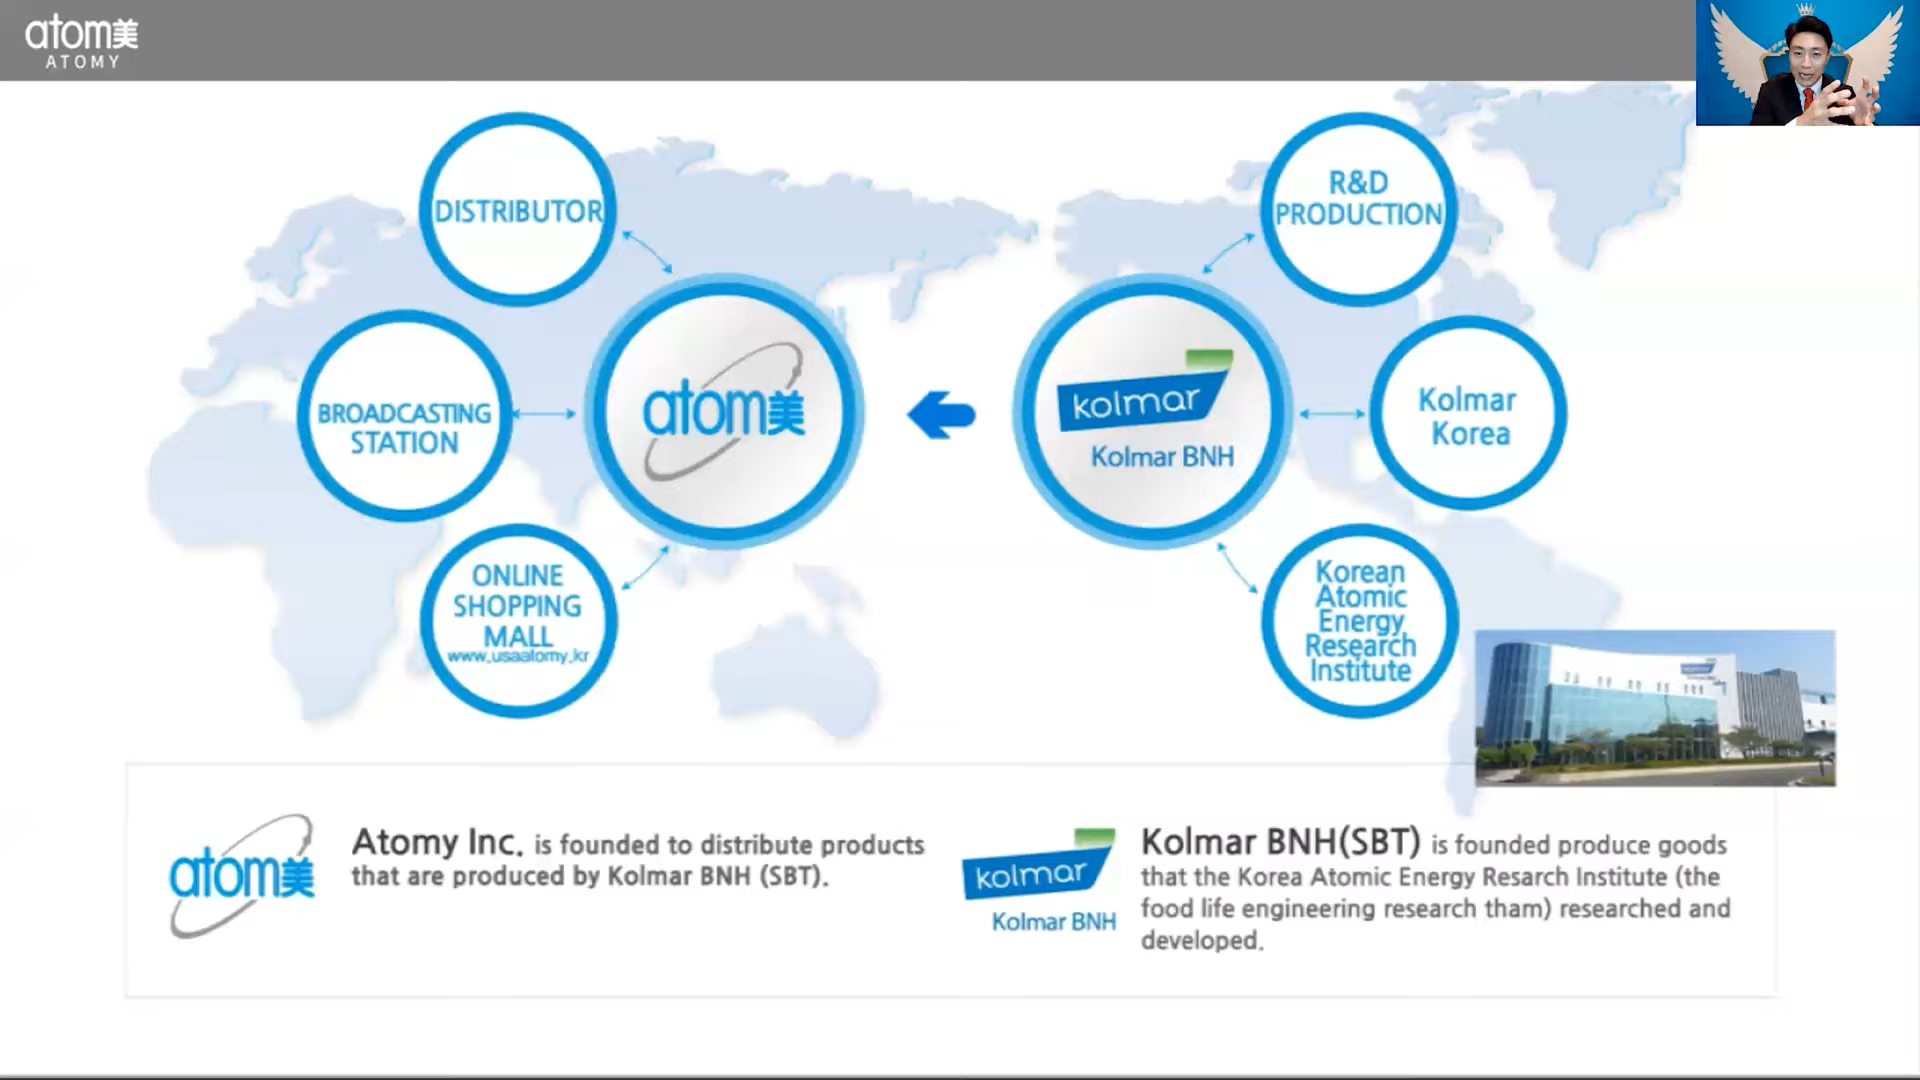 atom美
ATOMY
DISTRIBUTOR
BROADCASTING
STATION
ONLINE
SHOPPING
MALL
www.usaatomy.kr
atom美
kolmar
Kolmar BNH
R&D
PRODUCTION
Kolmar
Korea
Korean
Atomic
Energy
Research
Institute
atom美
Atomy Inc. is founded to distribute products
that are produced by Kolmar BNH (SBT).
kolmar
Kolmar BNH
Kolmar BNH(SBT) is founded produce goods
that the Korea Atomic Energy Resarch Institute (the
food life engineering research tham) researched and
developed.